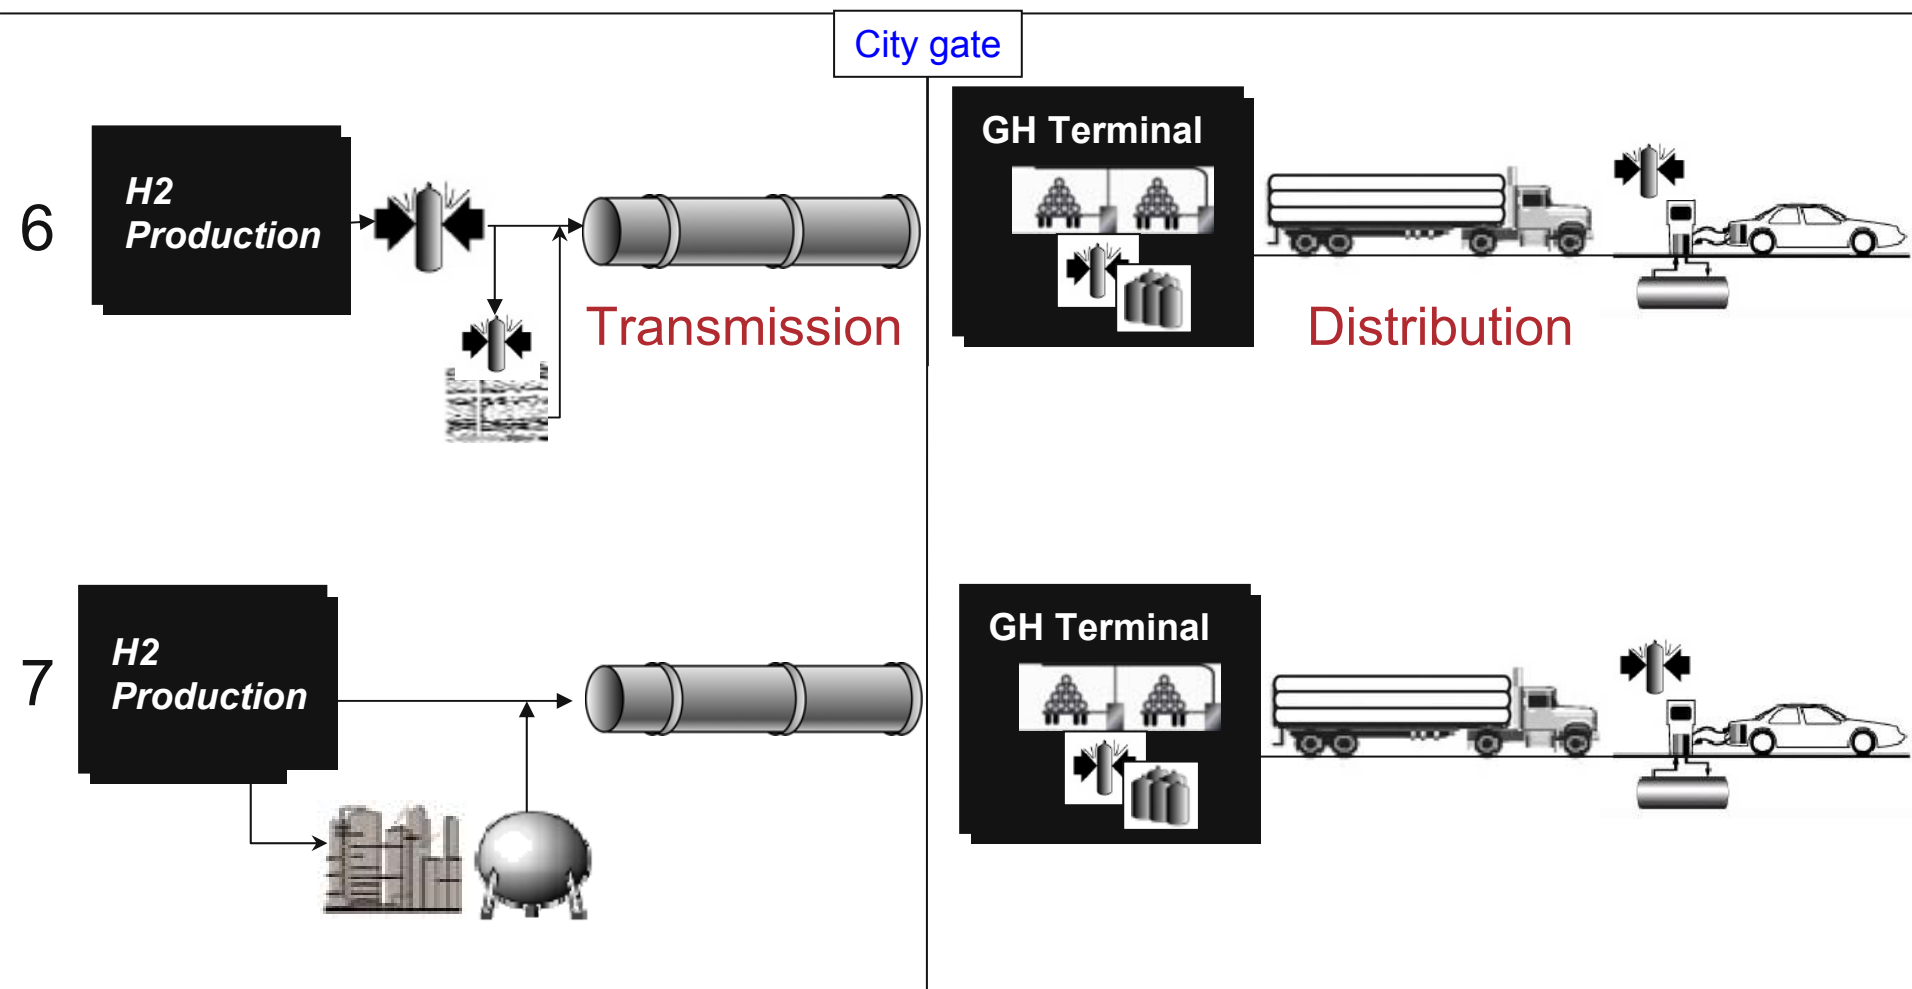 City gate
6
H2
Production
Transmission
GH Terminal
Distribution
7
H2
Production
GH Terminal